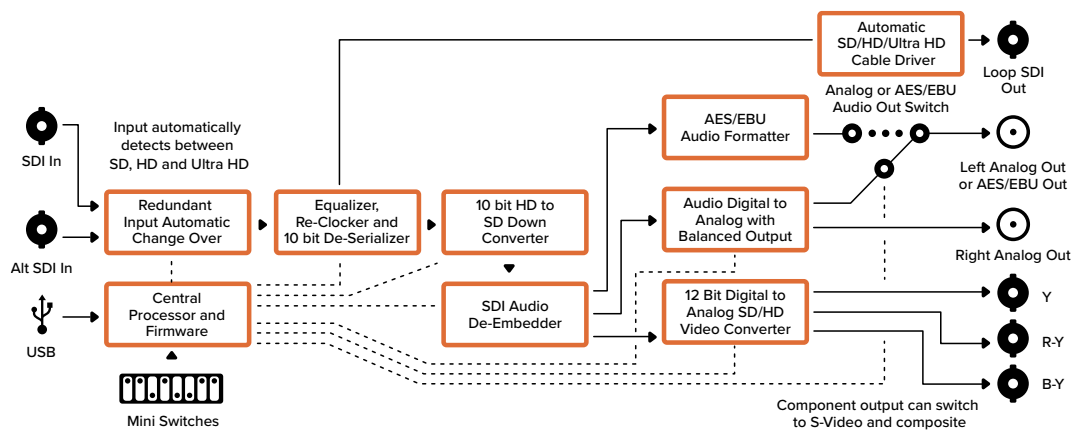 Automatic
SD/HD/Ultra HD
Cable Driver
Loop SDI
Out
Analog or AES/EBU
Audio Out Switch
SDI In
Input automatically
detects between
SD, HD and Ultra HD
AES/EBU
Audio Formatter
Left Analog Out
or AES/EBU Out
Alt SDI In
Redundant
Input Automatic
Change Over
Equalizer,
Re-Clocker and
10 bit De-Serializer
10 bit HD to
SD Down
Converter
Audio Digital to
Analog with
Balanced Output
Right Analog Out
USB
Central
Processor and
Firmware
SDI Audio
De-Embedder
12 Bit Digital to
Analog SD/HD
Video Converter
Y
R-Y
B-Y
Mini Switches
Component output can switch
to S-Video and composite